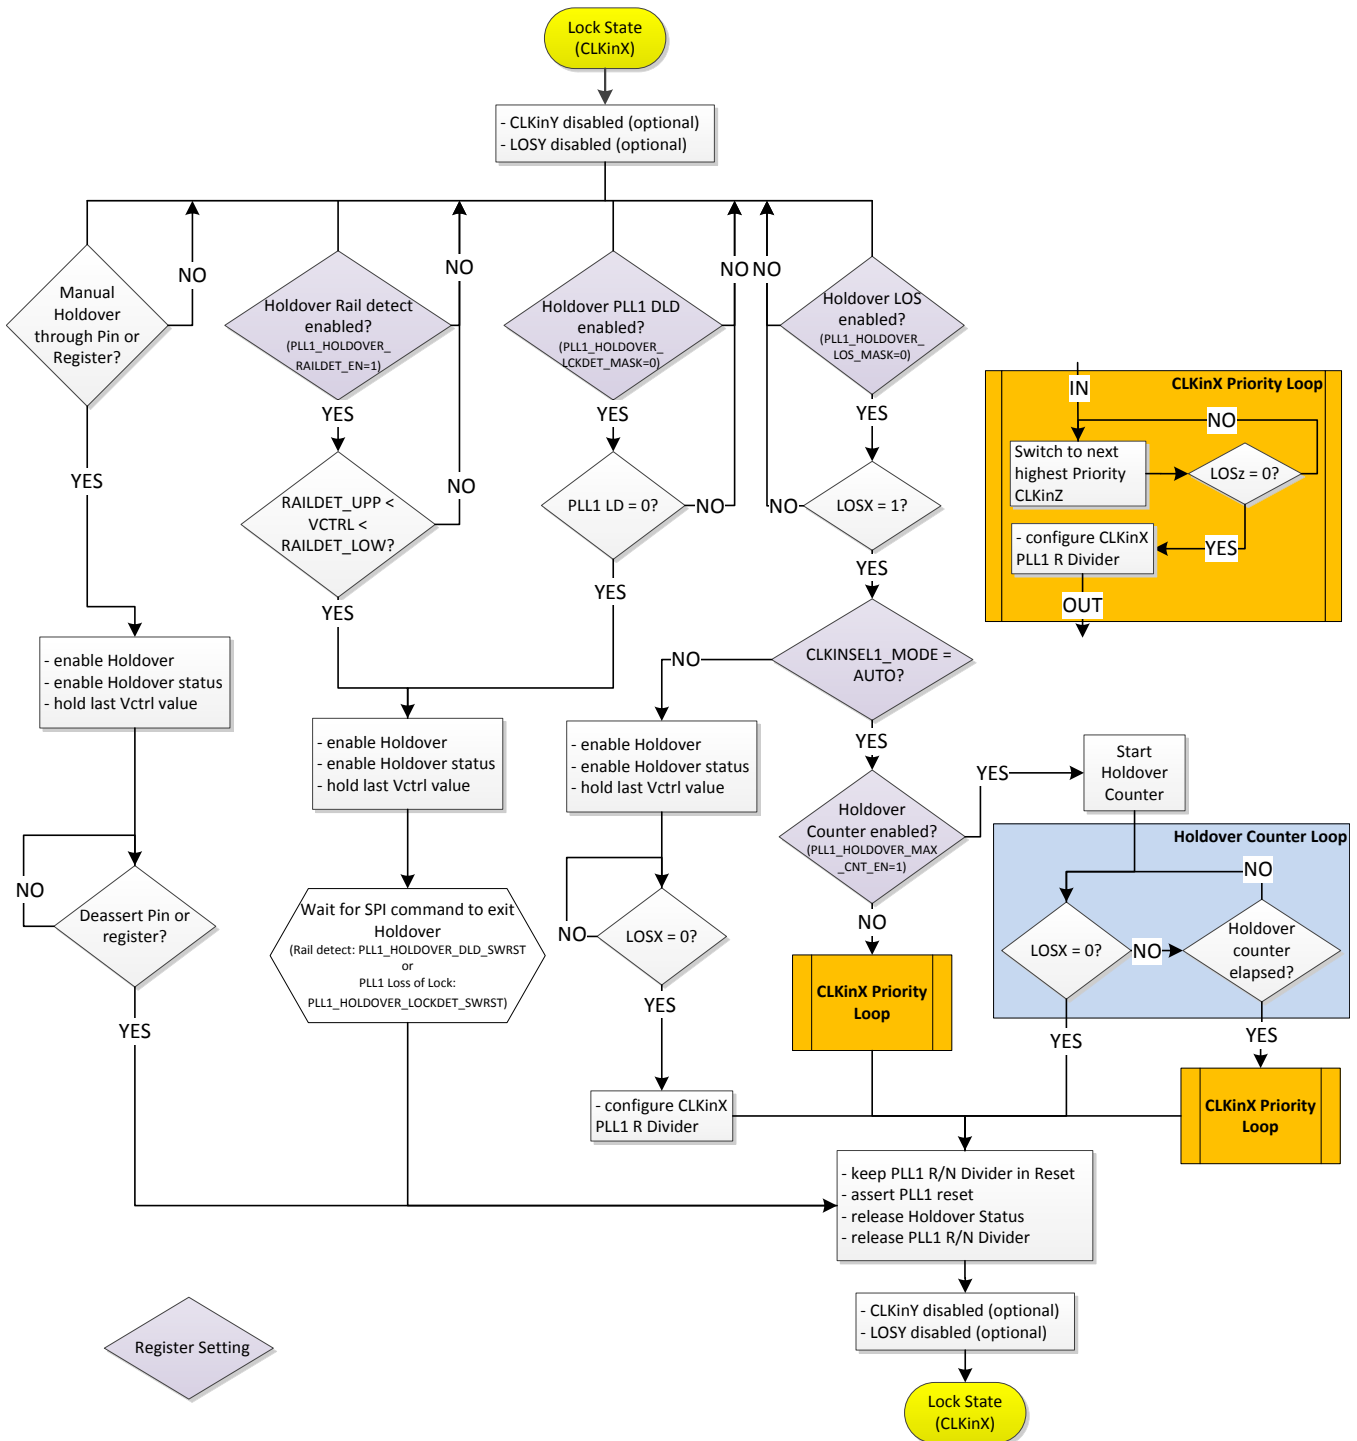 Lock State
(CLKinX)
- CLKinY disabled (optional)
- LOSY disabled (optional)
NO
NO
NO
NO
Manual
Holdover
through Pin or
Register?
Holdover Rail detect
enabled?
(PLL1_HOLDOVER_
RAILDET_EN=1)
Holdover PLL1 DLD
enabled?
(PLL1_HOLDOVER_
LCKDET_MASK=0)
Holdover LOS
enabled?
(PLL1_HOLDOVER_
LOS_MASK=0)
CLKinX Priority Loop
IN
NO
Switch to next
highest Priority
CLKinZ
LOSz = 0?
- configure CLKinX
PLL1 R Divider
YES
OUT
YES
YES
YES
YES
RAILDET_UPP <
VCTRL <
RAILDET_LOW?
NO
PLL1 LD = 0?
NO
NO
LOSX = 1?
YES
YES
YES
- enable Holdover
- enable Holdover status
- hold last Vctrl value
NO
CLKINSEL1_MODE =
AUTO?
- enable Holdover
- enable Holdover status
- hold last Vctrl value
- enable Holdover
- enable Holdover status
- hold last Vctrl value
YES
YES
Start
Holdover
Counter
Holdover
Counter enabled?
(PLL1_HOLDOVER_MAX
_CNT_EN=1)
Holdover Counter Loop
NO
LOSX = 0?
NO
Holdover
counter
elapsed?
NO
Deassert Pin or
register?
Wait for SPI command to exit
Holdover
(Rail detect: PLL1_HOLDOVER_DLD_SWRST
or
PLL1 Loss of Lock:
PLL1_HOLDOVER_LOCKDET_SWRST)
NO
LOSX = 0?
NO
CLKinX Priority
Loop
YES
YES
YES
YES
CLKinX Priority
Loop
- configure CLKinX
PLL1 R Divider
- keep PLL1 R/N Divider in Reset
- assert PLL1 reset
- release Holdover Status
- release PLL1 R/N Divider
- CLKinY disabled (optional)
- LOSY disabled (optional)
Register Setting
Lock State
(CLKinX)